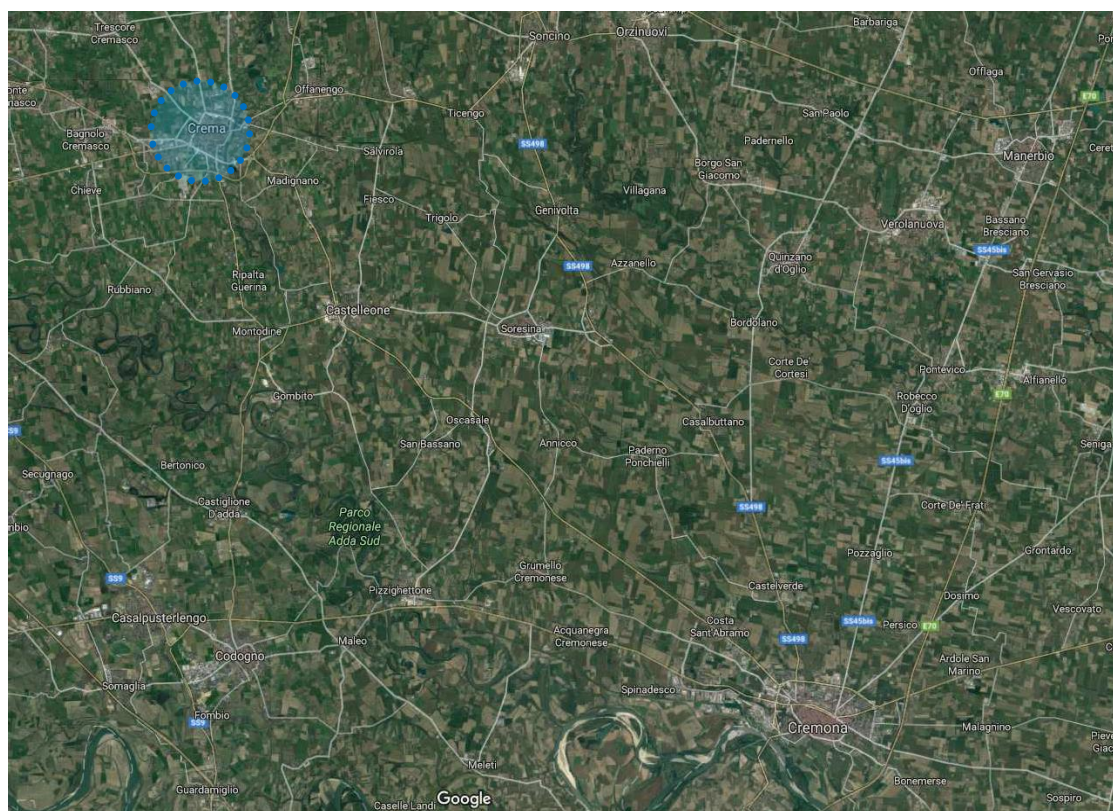 Trescore
Cremasco
Soncino
Orzinuovi
Barbariga
Offlaga
E70
Offanengo
Ticengo
San Paolo
Bagnolo
Cremasco
Crema
SS498
Padernello
Manerbio
Salvirola
Borgo San
Giacomo
Chieve
Madignano
Fiesco
Villagana
Trigolo
Genivolta
Verolanuova
Bassano
Bresciano
SS45bis
Ripalta
Guerina
SS498
Azzanello
Quinzano
d'Oglio
San Gervasio
Bresciano
Rubbiano
Castelleone
Montodine
Soresina
Bordolano
Corte De'
Cortesi
Pontevico
Alfianello
Gombito
E70
Robecco
D'oglio
Oscasale
Casalbuttano
San Bassano
Annicco
Paderno
Ponchielli
Seniga
Secugnago
Bertonico
SS45bis
Castiglione
D'adda
Parco
Regionale
Adda Sud
SS498
Corte De' Frati
Pozzaglio
Grontardo
SS9
Grumello
Cremonese
Pizzighettone
Castelverde
Dosimo
Vescovato
Casalpusterlengo
Costa
Sant'Abramo
SS45bis
Persico
E70
Acquanegra
Cremonese
SS498
Maleo
Codogno
Ardole San
Marino
Somaglia
Spinadesco
Fombio
SS9
Cremona
Malagnino
Meleti
Guardamiglio
Caselle Landi
Google
Bonemerse
Sospiro